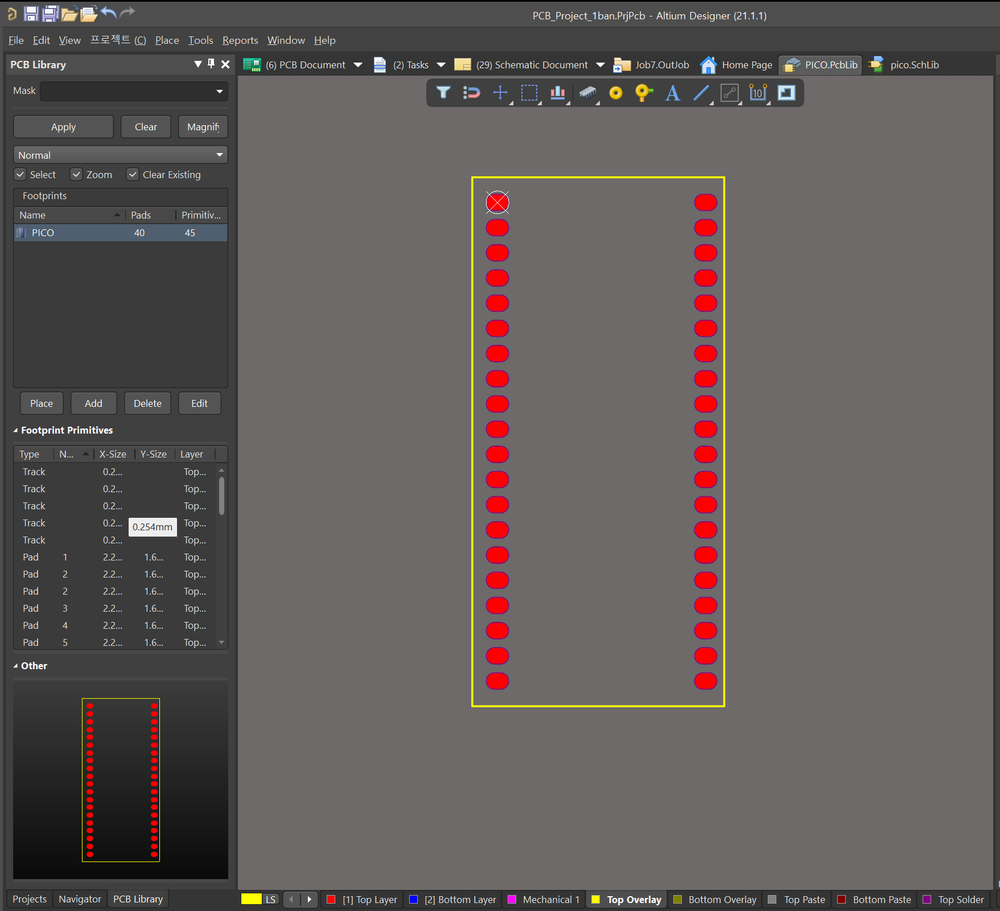 PCB_Project_1ban.PrjPcb - Altium Designer (21.1.1)
File Edit View 프로젝트 (C) Place Tools Reports Window Help
PCB Library
(6) PCB Document (2) Tasks (29) Schematic Document Job7.OutJob Home Page PICO.PcbLib pico.SchLib
Mask
10
Apply Clear Magnify
Normal
Select Zoom Clear Existing
Footprints
Name Pads Primitiv...
PICO 40 45
Place Add Delete Edit
Footprint Primitives
Type N... X-Size Y-Size Layer
Track 0.2... Top...
Track 0.2... Top...
Track 0.2... Top...
Track 0.2... Top...
0.254mm
Track 0.2... Top...
Pad 1 2.2... 1.6... Top...
Pad 2 2.2... 1.6... Top...
Pad 2 2.2... 1.6... Top...
Pad 3 2.2... 1.6... Top...
Pad 4 2.2... 1.6... Top...
Pad 5 2.2... 1.6... Top...
Other
Projects Navigator PCB Library
LS [1] Top Layer [2] Bottom Layer Mechanical 1 Top Overlay Bottom Overlay Top Paste Bottom Paste Top Solder